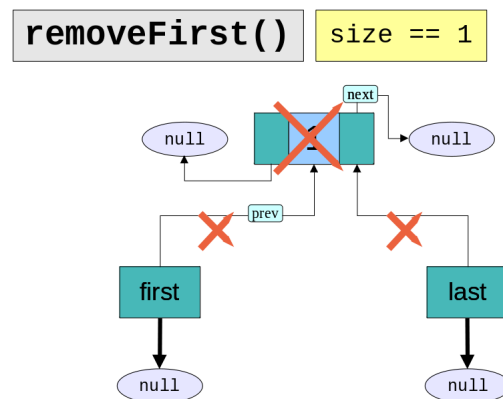 removeFirst()
size == 1
next
null
null
prev
first
last
null
null